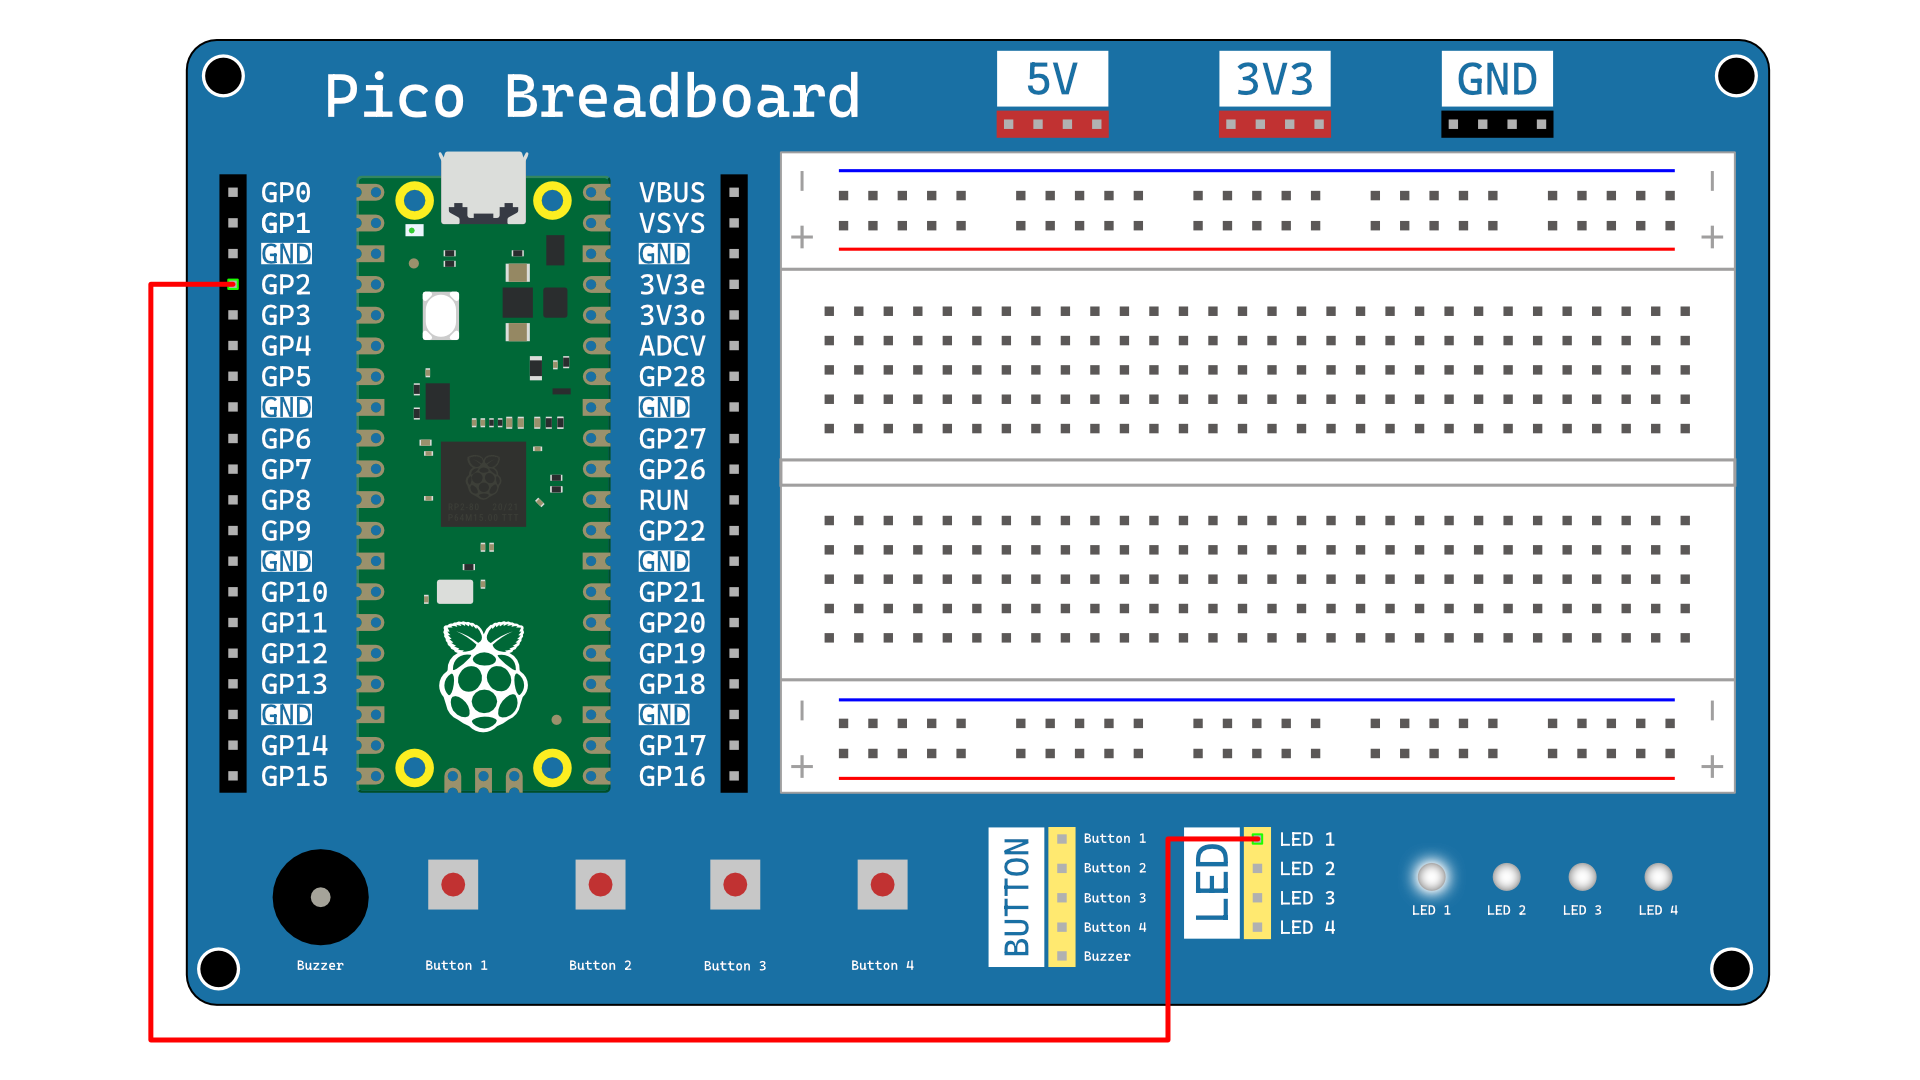 Pico Breadboard
5V
3V3
GND
GP0
GP1
GND
GP2
GP3
GP4
GP5
GND
GP6
GP7
GP8
GP9
GND
GP10
GP11
GP12
GP13
GND
GP14
GP15
VBUS
VSYS
GND
3V3e
3V3o
ADCV
GP28
GND
GP27
GP26
RUN
GP22
GND
GP21
GP20
GP19
GP18
GND
GP17
GP16
Buzzer
Button 1
Button 2
Button 3
Button 4
BUTTON
Button 1
Button 2
Button 3
Button 4
Buzzer
LED
LED 1
LED 2
LED 3
LED 4
LED 1
LED 2
LED 3
LED 4